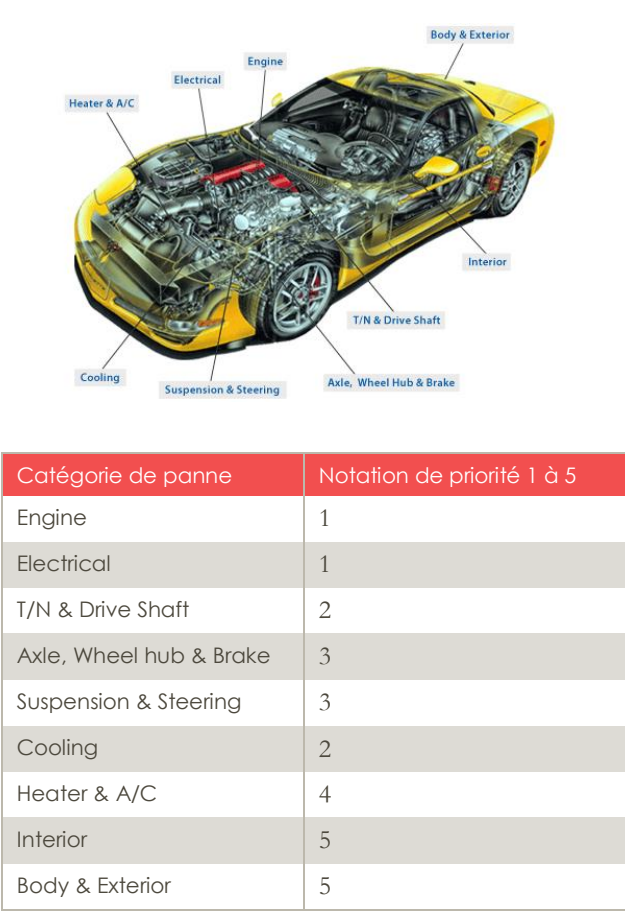 Body & Exterior
Engine
Electrical
Heater & A/C
Interior
T/N & Drive Shaft
Cooling
Suspension & Steering
Axle, Wheel Hub & Brake
Catégorie de panne Notation de priorité 1 à 5
Engine 1
Electrical 1
T/N & Drive Shaft 2
Axle, Wheel hub & Brake 3
Suspension & Steering 3
Cooling 2
Heater & A/C 4
Interior 5
Body & Exterior 5